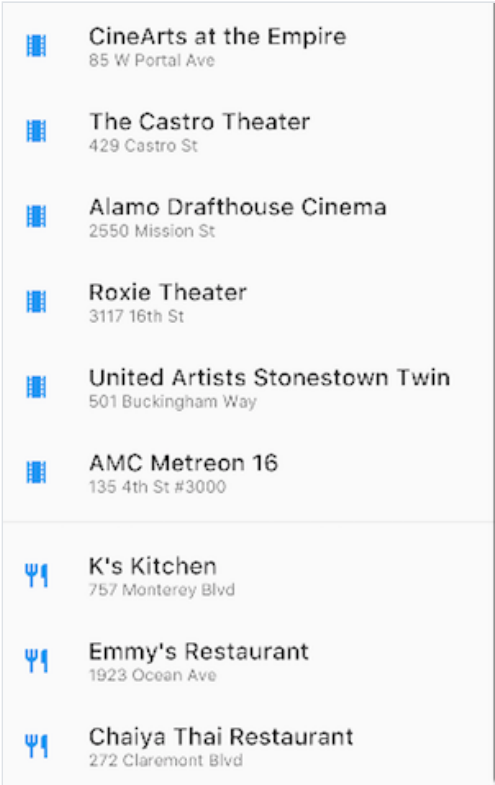 CineArts at the Empire
85 W Portal Ave
The Castro Theater
429 Castro St
Alamo Drafthouse Cinema
2550 Mission St
Roxie Theater
3117 16th St
United Artists Stonestown Twin
501 Buckingham Way
AMC Metreon 16
135 4th St #3000
K's Kitchen
757 Monterey Blvd
Emmy's Restaurant
1923 Ocean Ave
Chaiya Thai Restaurant
272 Claremont Blvd